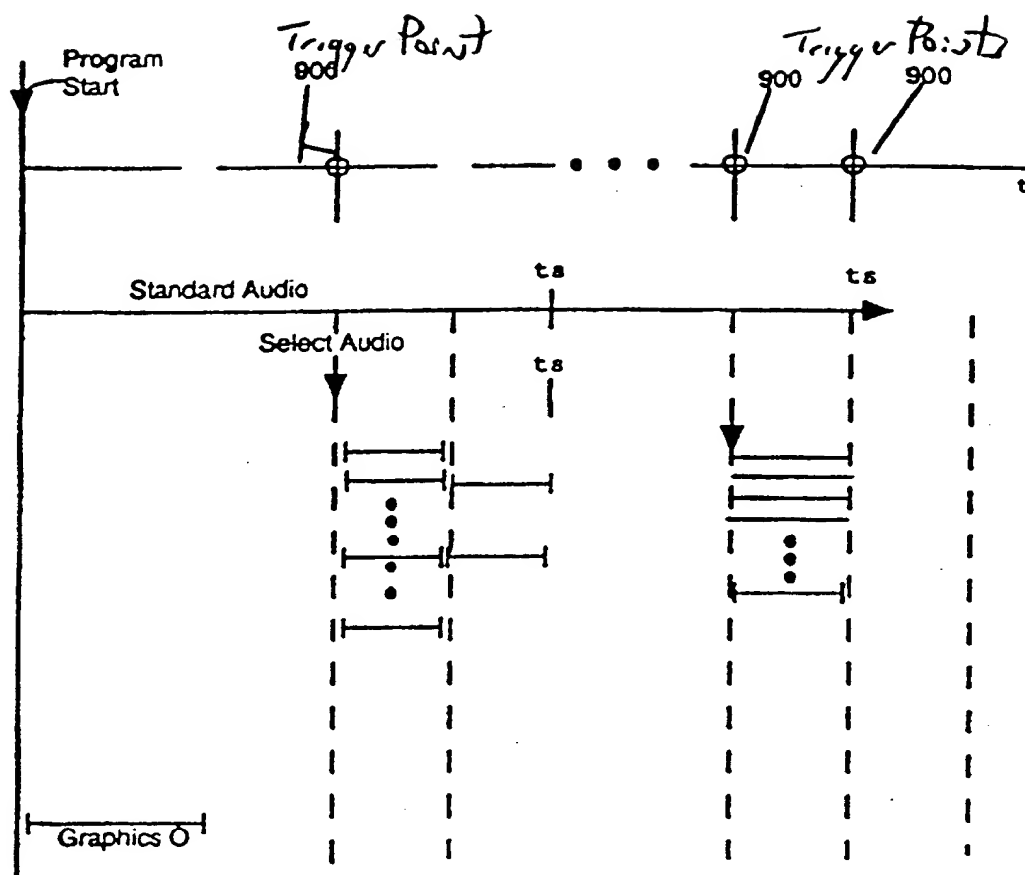 Trigger Point
Trigger Points
Program
Start
900
900
900
t
ts
ts
Standard Audio
Select Audio
ts
Graphics O